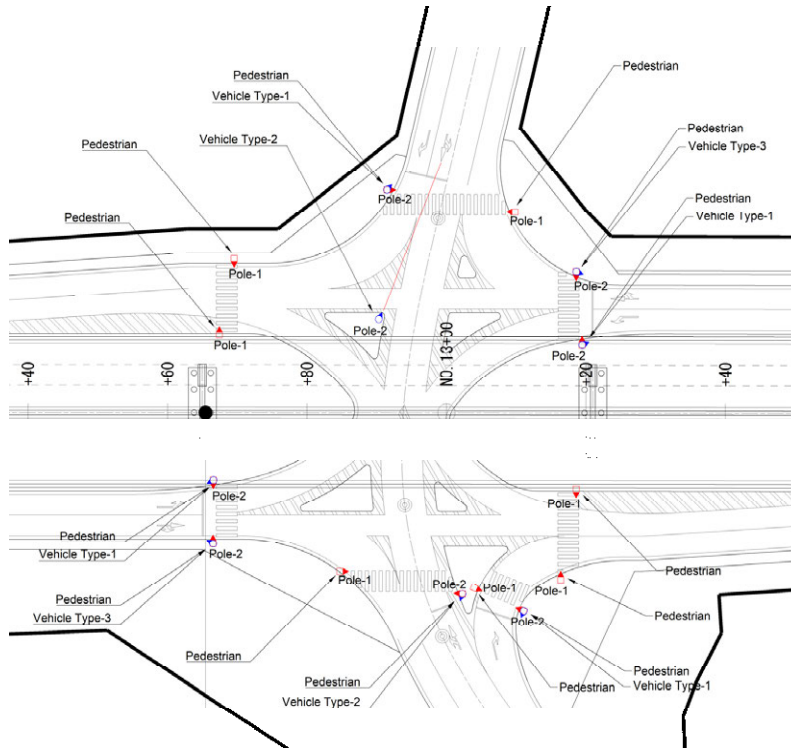 Pedestrian
Vehicle Type-1
Pedestrian
Vehicle Type-2
Pedestrian
Vehicle Type-3
Pedestrian
Pole-2
Pole-1
Pedestrian
Pedestrian
Vehicle Type-1
Pole-1
Pole-2
Pole-2
Pole-1
Pole-2
NO.13+00
+40
+60
+80
+20
+40
Pole-2
Pole-1
Pedestrian
Vehicle Type-1
Pole-2
Pole-1
Pole-2
Pole-1
Pole-1
Pedestrian
Pedestrian
Vehicle Type-3
Pole-2
Pedestrian
Pedestrian
Pedestrian
Pedestrian
Vehicle Type-2
Pedestrian
Vehicle Type-1